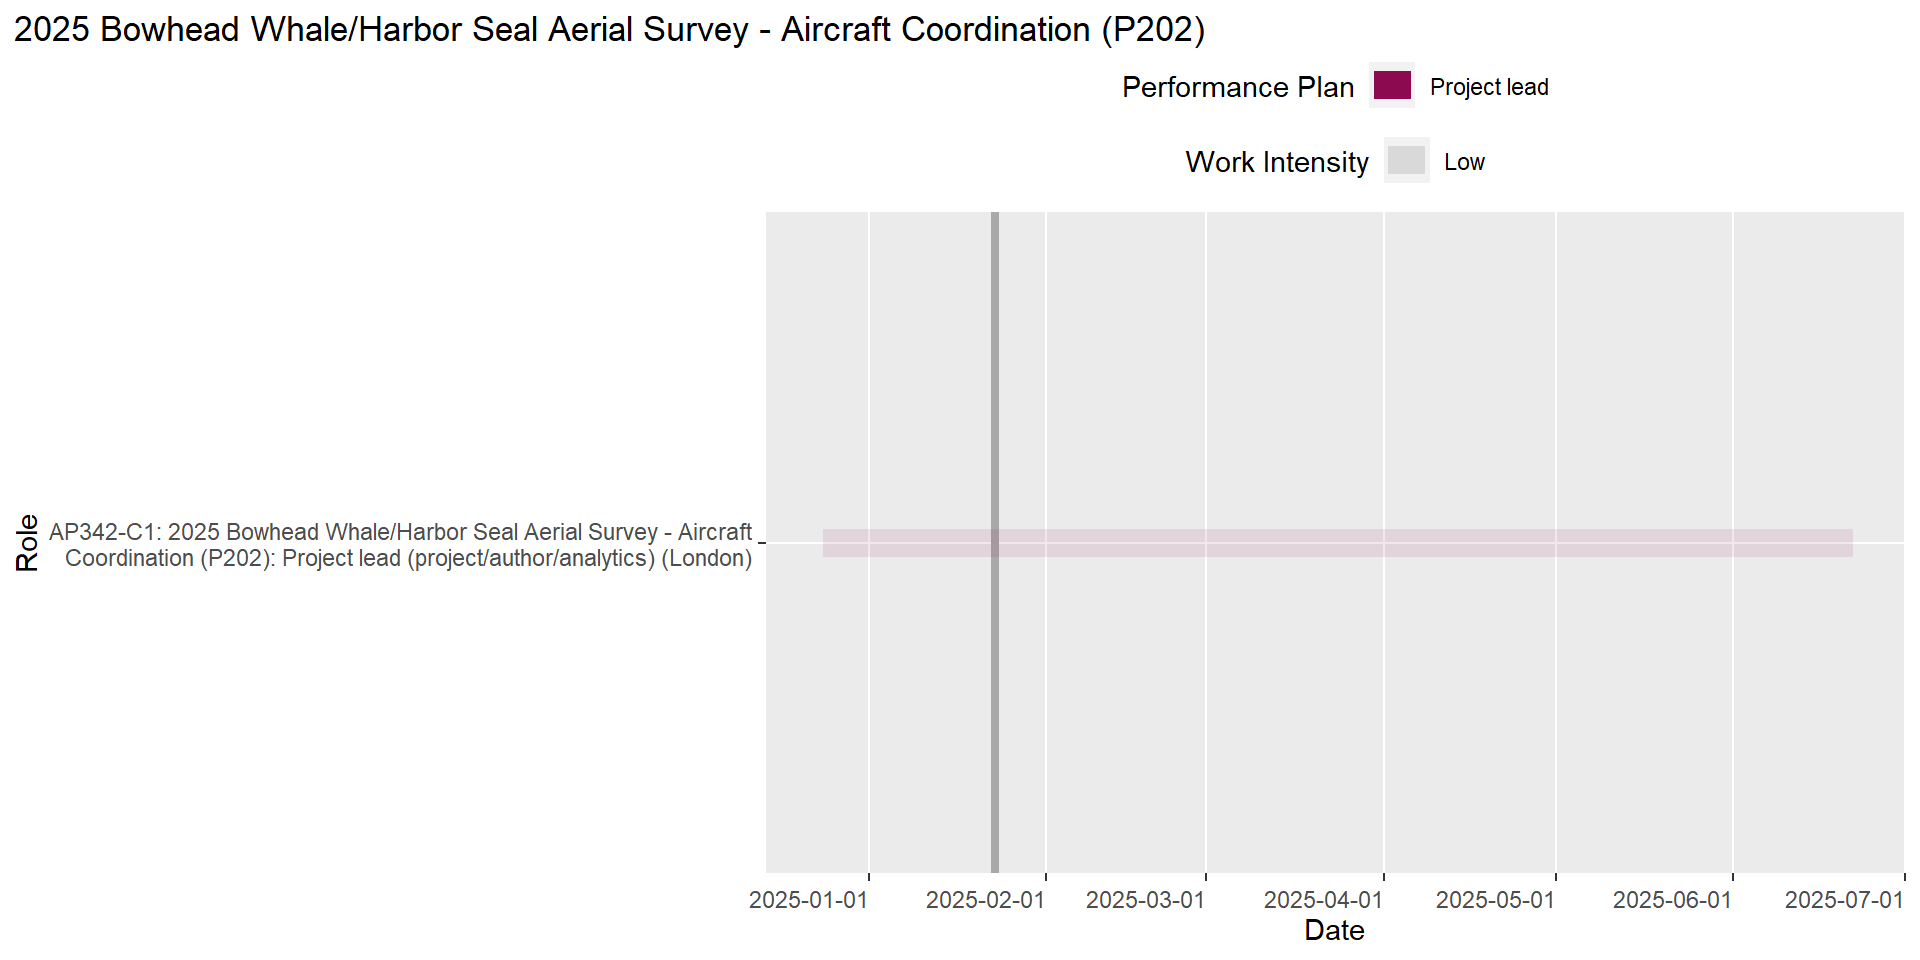 2025 Bowhead Whale/Harbor Seal Aerial Survey - Aircraft Coordination (P202)
Performance Plan
Project lead
Work Intensity
Low
Role
AP342-C1: 2025 Bowhead Whale/Harbor Seal Aerial Survey - Aircraft
Coordination (P202): Project lead (project/author/analytics) (London)
2025-01-01
2025-02-01
2025-03-01
2025-04-01
2025-05-01
2025-06-01
2025-07-01
Date